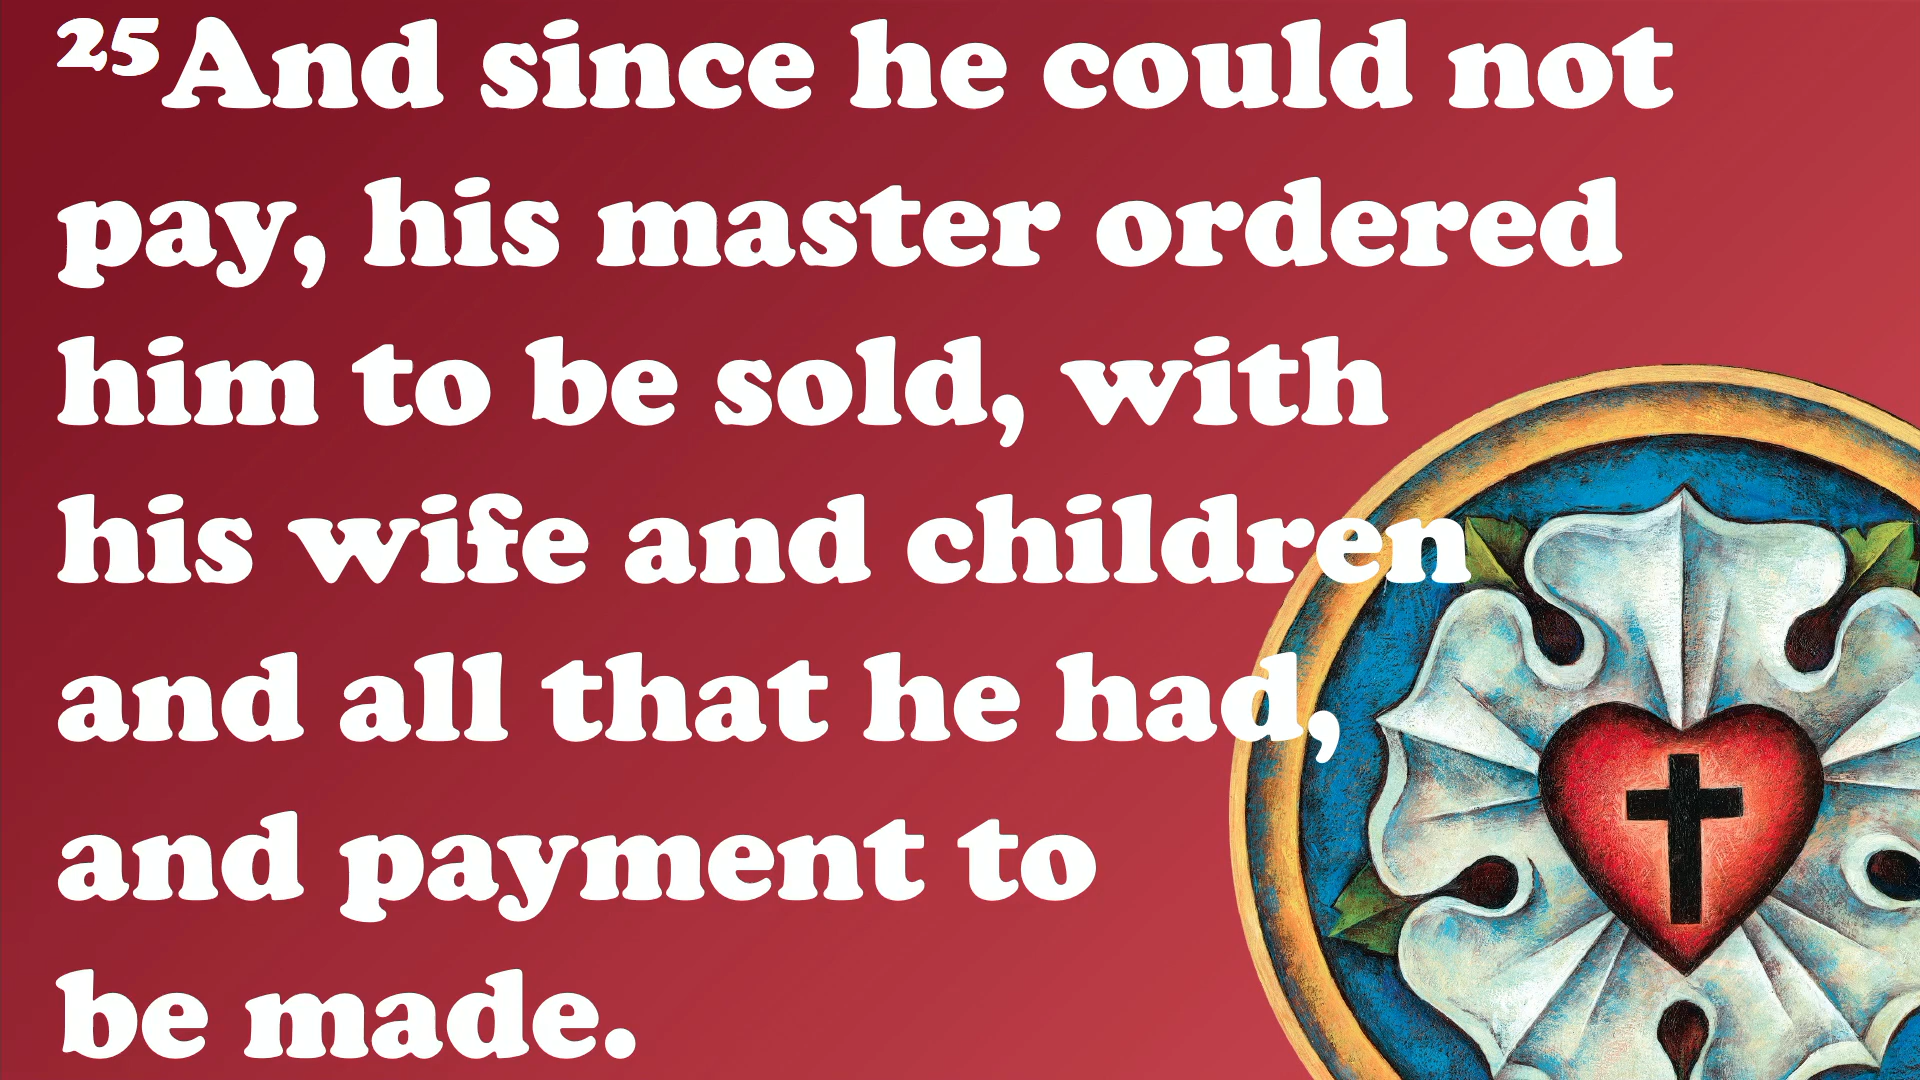 ²⁵And since he could not
pay, his master ordered
him to be sold, with
his wife and children
and all that he had,
and payment to
be made.